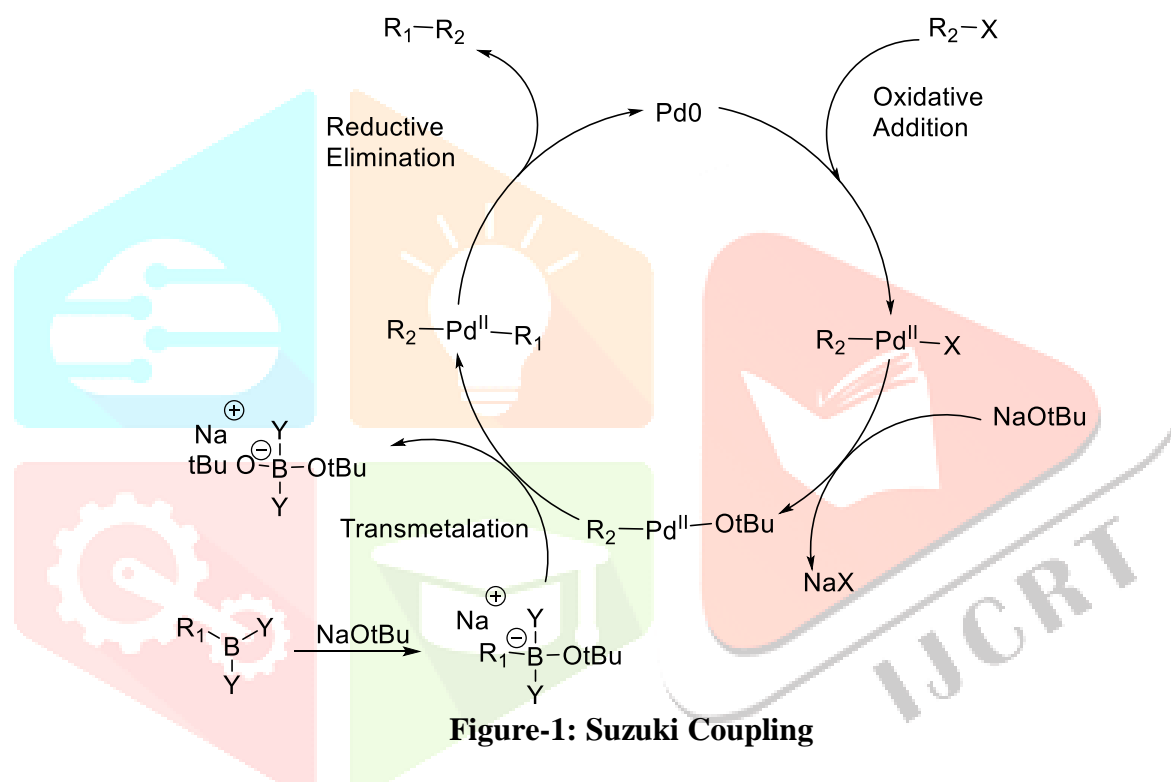 R1—R2
R2—X
Pd0
Oxidative
Addition
Reductive
Elimination
R2—PdII—R1
R2—PdII—X
NaOtBu
Na ⊕
Y
tBu O⊖—B—OtBu
Y
Transmetalation
R2—PdII—OtBu
NaX
R1 B Y
Y
NaOtBu
Na ⊕
Y
R1—B⊖—OtBu
Y
IJCRT
Figure-1: Suzuki Coupling